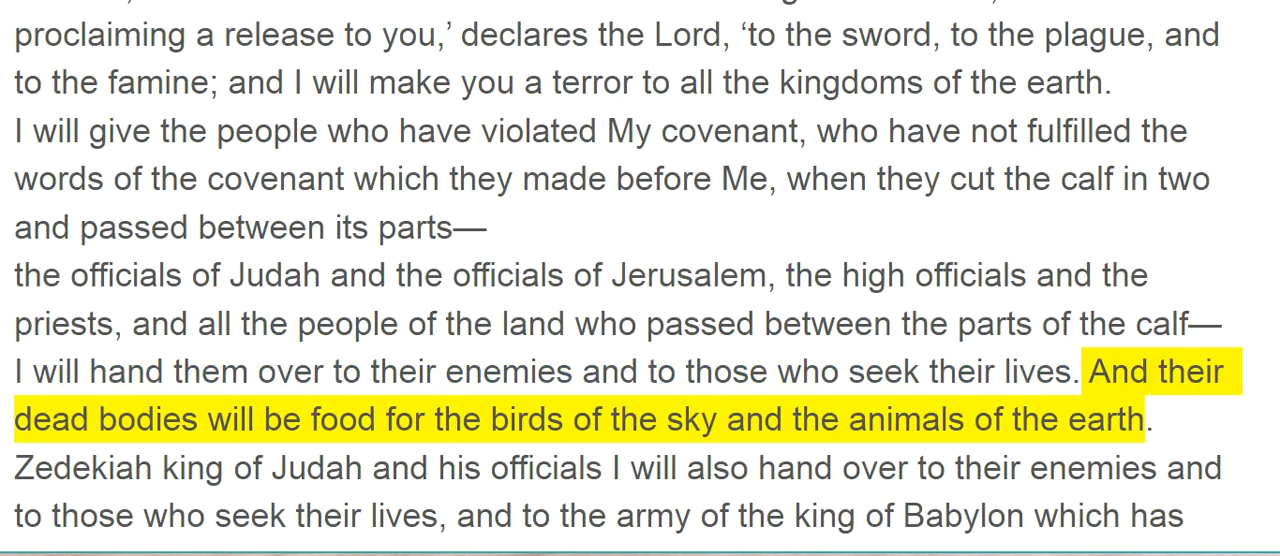 proclaiming a release to you,’ declares the Lord, ‘to the sword, to the plague, and
to the famine; and I will make you a terror to all the kingdoms of the earth.
I will give the people who have violated My covenant, who have not fulfilled the
words of the covenant which they made before Me, when they cut the calf in two
and passed between its parts—
the officials of Judah and the officials of Jerusalem, the high officials and the
priests, and all the people of the land who passed between the parts of the calf—
I will hand them over to their enemies and to those who seek their lives. And their
dead bodies will be food for the birds of the sky and the animals of the earth.
Zedekiah king of Judah and his officials I will also hand over to their enemies and
to those who seek their lives, and to the army of the king of Babylon which has